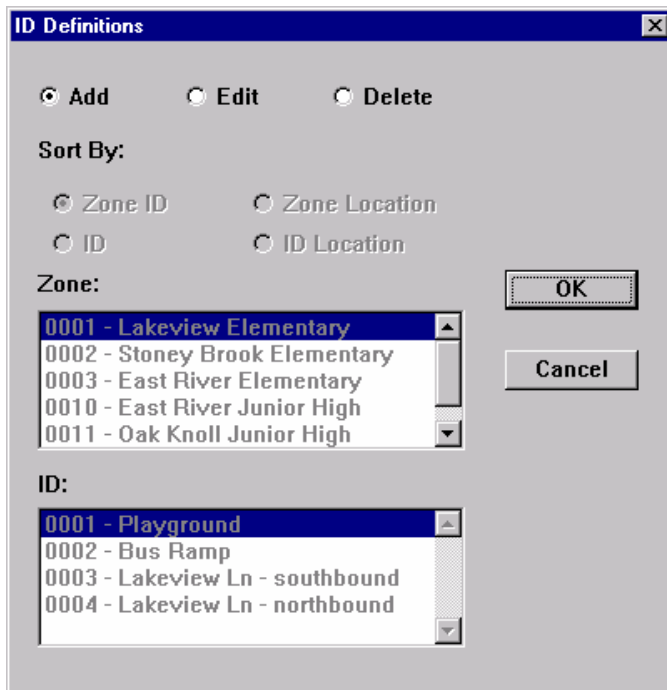 ID Definitions
Add Edit Delete
Sort By:
Zone ID Zone Location
ID ID Location
Zone:
OK
0001 - Lakeview Elementary
0002 - Stoney Brook Elementary
0003 - East River Elementary
Cancel
0010 - East River Junior High
0011 - Oak Knoll Junior High
ID:
0001 - Playground
0002 - Bus Ramp
0003 - Lakeview Ln - southbound
0004 - Lakeview Ln - northbound